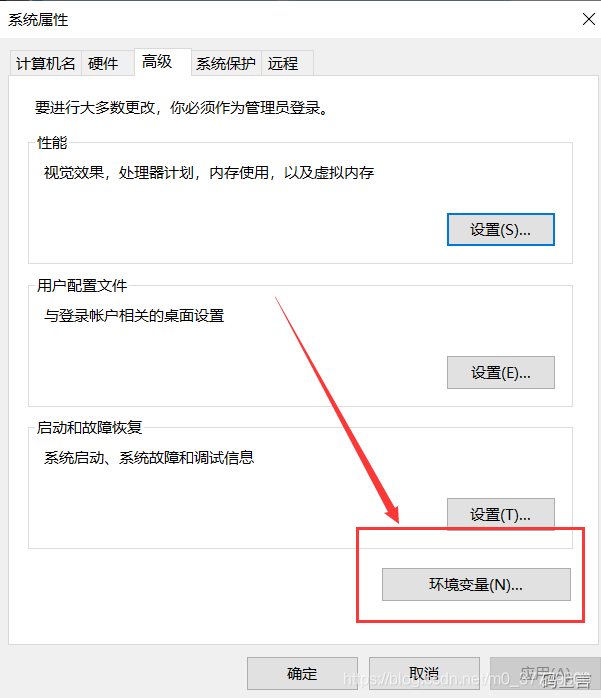 系统属性
计算机名 硬件 高级 系统保护 远程
要进行大多数更改，你必须作为管理员登录。
性能
视觉效果，处理器计划，内存使用，以及虚拟内存
设置(S)...
用户配置文件
与登录帐户相关的桌面设置
设置(E)...
启动和故障恢复
系统启动、系统故障和调试信息
设置(T)...
环境变量(N)...
确定 取消 应用(A)
码上言